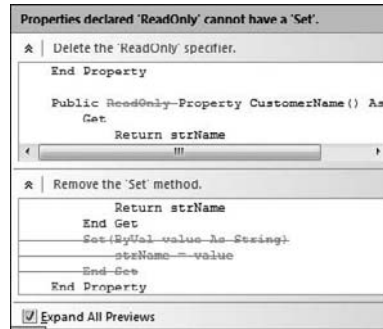 Properties declared 'ReadOnly' cannot have a 'Set'.
Delete the 'ReadOnly' specifier.
End Property
Public ReadOnly Property CustomerName() As
Get
Return strName
Remove the 'Set' method.
Return strName
End Get
Set(ByVal value As String)
strName = value
End Set
End Property
Expand All Previews